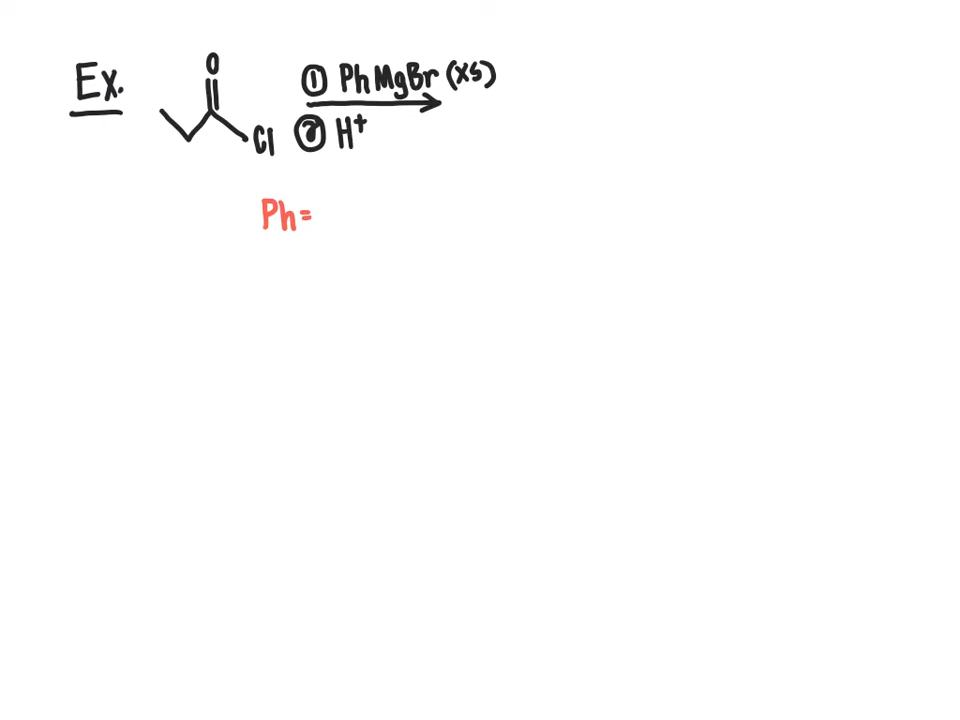 Ex.
O
Cl
① PhMgBr (xs)
② H⁺
Ph=